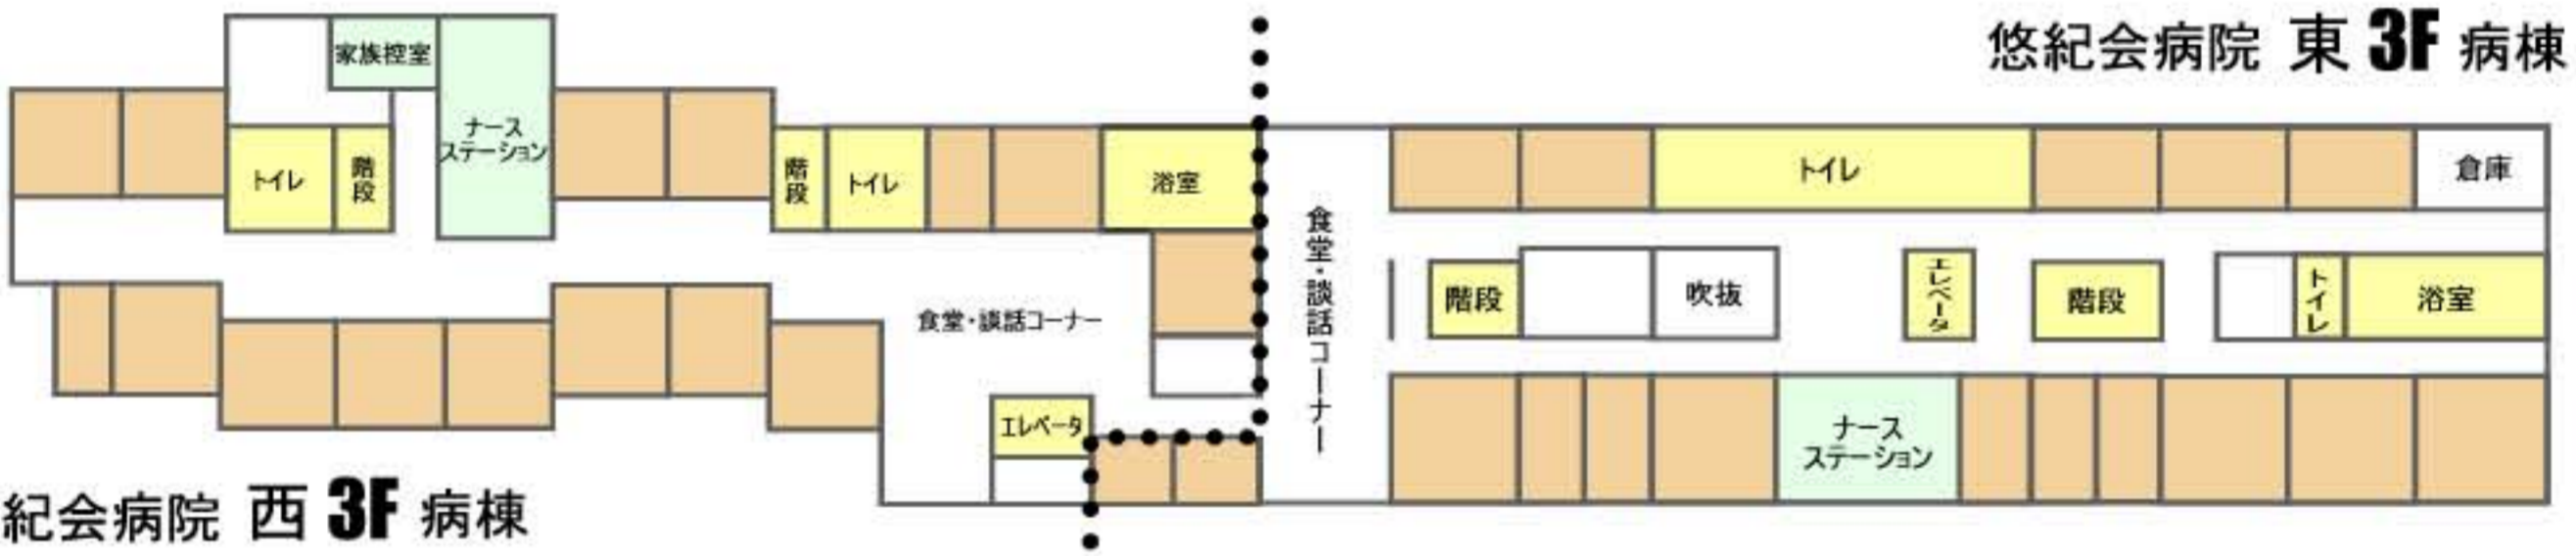 悠紀会病院 東 3F 病棟
家族控室
ナース
ステーション
トイレ
階段
階段
トイレ
浴室
食堂・談話コーナー
エレベータ
食堂・談話コーナー
トイレ
倉庫
階段
吹抜
エレベータ
階段
トイレ
浴室
ナース
ステーション
紀会病院 西 3F 病棟